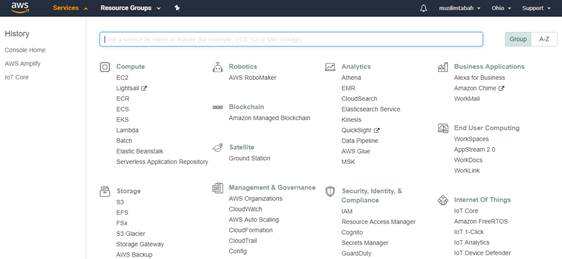 aws
Services
Resource Groups
muslimtabah
Ohio
Support
History
Console Home
AWS Amplify
IoT Core
Group
A-Z
Compute
EC2
Lightsail
ECR
ECS
EKS
Lambda
Batch
Elastic Beanstalk
Serverless Application Repository
Storage
S3
EFS
FSx
S3 Glacier
Storage Gateway
AWS Backup
Robotics
AWS RoboMaker
Blockchain
Amazon Managed Blockchain
Satellite
Ground Station
Management & Governance
AWS Organizations
CloudWatch
AWS Auto Scaling
CloudFormation
CloudTrail
Config
Analytics
Athena
EMR
CloudSearch
Elasticsearch Service
Kinesis
QuickSight
Data Pipeline
AWS Glue
MSK
Security, Identity, &
Compliance
IAM
Resource Access Manager
Cognito
Secrets Manager
GuardDuty
Business Applications
Alexa for Business
Amazon Chime
WorkMail
End User Computing
WorkSpaces
AppStream 2.0
WorkDocs
WorkLink
Internet Of Things
IoT Core
Amazon FreeRTOS
IoT 1-Click
IoT Analytics
IoT Device Defender